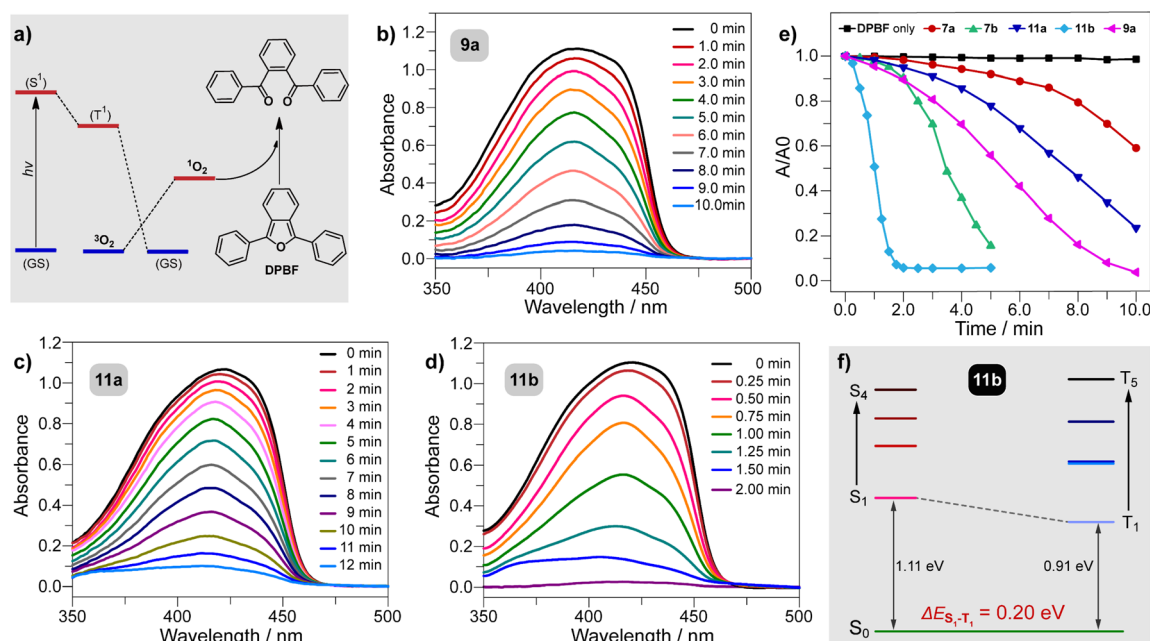 a)
(S¹)
(T¹)
hv
¹O₂
³O₂
(GS)
(GS)
O
O
O
DPBF
b)
9a
Absorbance
1.2
1.0
0.8
0.6
0.4
0.2
0.0
350
400
450
500
Wavelength / nm
0 min
1.0 min
2.0 min
3.0 min
4.0 min
5.0 min
6.0 min
7.0 min
8.0 min
9.0 min
10.0min
e)
DPBF only 7a 7b 11a 11b 9a
A/A0
1.0
0.8
0.6
0.4
0.2
0.0
0.0
2.0
4.0
6.0
8.0
10.0
Time / min
c)
11a
Absorbance
1.2
1.0
0.8
0.6
0.4
0.2
0.0
350
400
450
500
Wavelength / nm
0 min
1 min
2 min
3 min
4 min
5 min
6 min
7 min
8 min
9 min
10 min
11 min
12 min
d)
11b
Absorbance
1.2
1.0
0.8
0.6
0.4
0.2
0.0
350
400
450
500
Wavelength / nm
0 min
0.25 min
0.50 min
0.75 min
1.00 min
1.25 min
1.50 min
2.00 min
f)
11b
S₄
T₅
S₁
T₁
1.11 eV
0.91 eV
ΔE S₁-T₁ = 0.20 eV
S₀